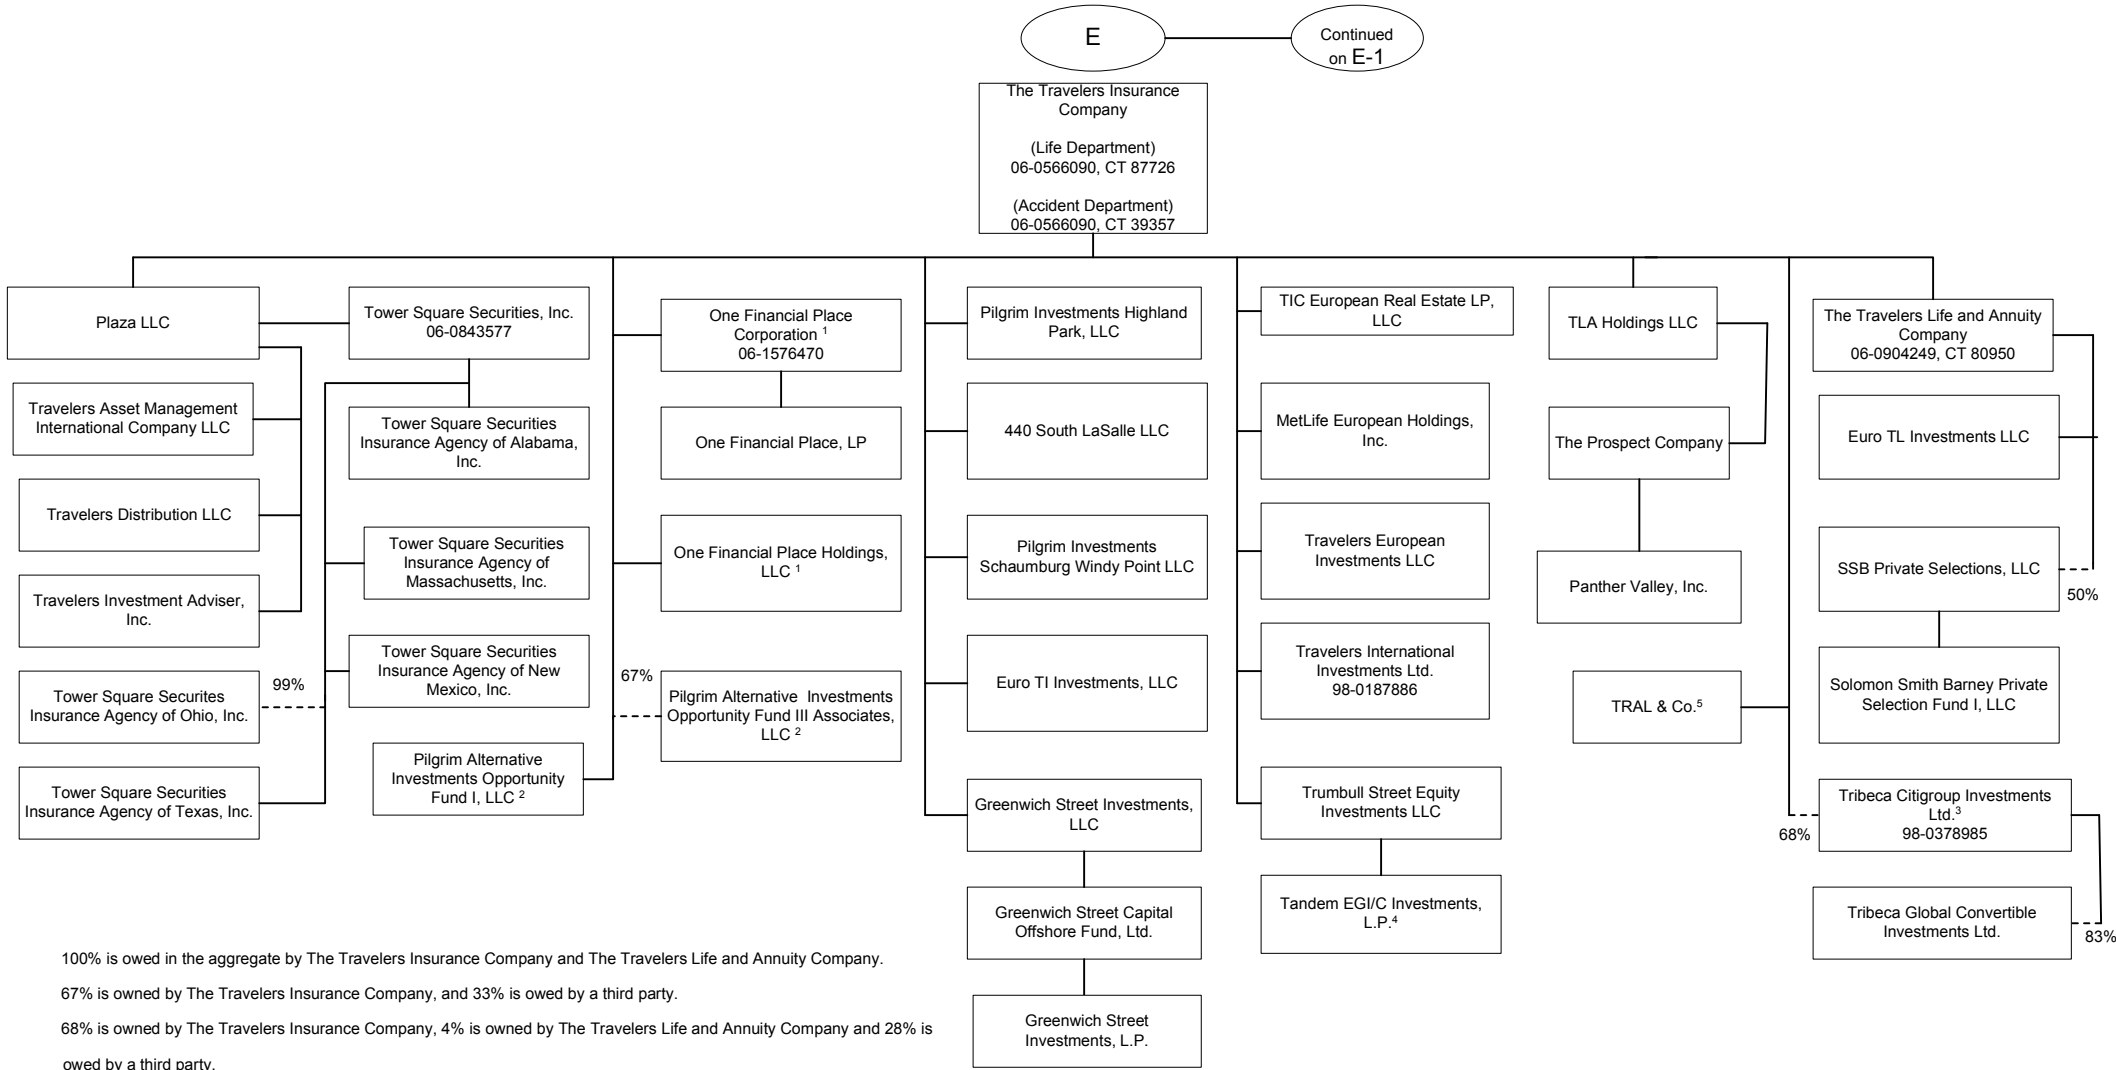 E
Continued
on E-1
The Travelers Insurance
Company
(Life Department)
06-0566090, CT 87726
(Accident Department)
06-0566090, CT 39357
Plaza LLC
Travelers Asset Management
International Company LLC
Travelers Distribution LLC
Travelers Investment Adviser,
Inc.
Tower Square Securites
Insurance Agency of Ohio, Inc.
99%
Tower Square Securities
Insurance Agency of Texas, Inc.
Tower Square Securities, Inc.
06-0843577
Tower Square Securities
Insurance Agency of Alabama,
Inc.
Tower Square Securities
Insurance Agency of
Massachusetts, Inc.
Tower Square Securities
Insurance Agency of New
Mexico, Inc.
Pilgrim Alternative
Investments Opportunity
Fund I, LLC 2
One Financial Place
Corporation 1
06-1576470
One Financial Place, LP
One Financial Place Holdings,
LLC 1
67%
Pilgrim Alternative Investments
Opportunity Fund III Associates,
LLC 2
Pilgrim Investments Highland
Park, LLC
440 South LaSalle LLC
Pilgrim Investments
Schaumburg Windy Point LLC
Euro TI Investments, LLC
Greenwich Street Investments,
LLC
Greenwich Street Capital
Offshore Fund, Ltd.
Greenwich Street
Investments, L.P.
TIC European Real Estate LP,
LLC
MetLife European Holdings,
Inc.
Travelers European
Investments LLC
Travelers International
Investments Ltd.
98-0187886
Trumbull Street Equity
Investments LLC
Tandem EGI/C Investments,
L.P.4
TLA Holdings LLC
The Prospect Company
Panther Valley, Inc.
TRAL & Co.5
The Travelers Life and Annuity
Company
06-0904249, CT 80950
Euro TL Investments LLC
SSB Private Selections, LLC
50%
Solomon Smith Barney Private
Selection Fund I, LLC
68%
Tribeca Citigroup Investments
Ltd.3
98-0378985
Tribeca Global Convertible
Investments Ltd.
83%
100% is owed in the aggregate by The Travelers Insurance Company and The Travelers Life and Annuity Company.
67% is owned by The Travelers Insurance Company, and 33% is owed by a third party.
68% is owned by The Travelers Insurance Company, 4% is owned by The Travelers Life and Annuity Company and 28% is
owed by a third party.